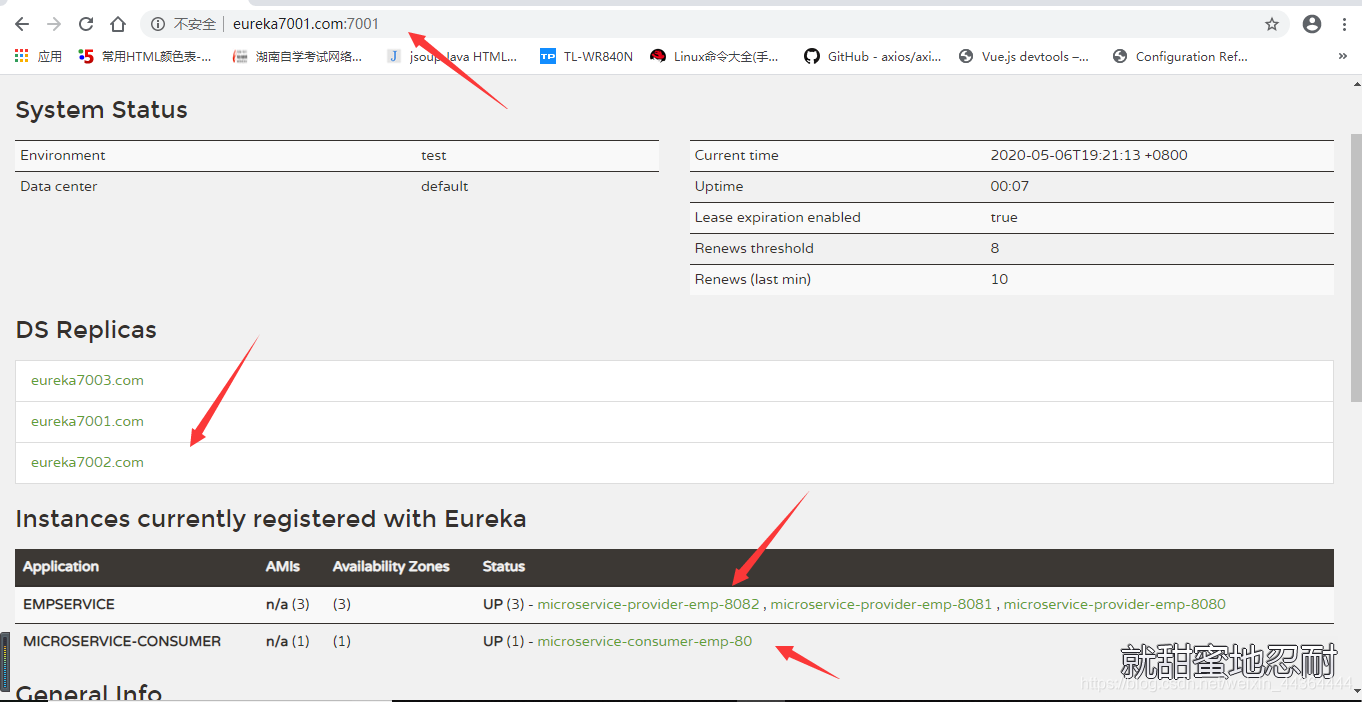 不安全 eureka7001.com:7001
应用 常用HTML颜色表-... 湖南自学考试网络... jsoup Java HTML... TL-WR840N Linux命令大全(手... GitHub - axios/axi... Vue.js devtools –... Configuration Ref... »
System Status
Environment test
Data center default
Current time 2020-05-06T19:21:13 +0800
Uptime 00:07
Lease expiration enabled true
Renews threshold 8
Renews (last min) 10
DS Replicas
eureka7003.com
eureka7001.com
eureka7002.com
Instances currently registered with Eureka
Application AMIs Availability Zones Status
EMPSERVICE n/a (3) (3) UP (3) - microservice-provider-emp-8082 , microservice-provider-emp-8081 , microservice-provider-emp-8080
MICROSERVICE-CONSUMER n/a (1) (1) UP (1) - microservice-consumer-emp-80
就甜蜜地忍耐
General Info